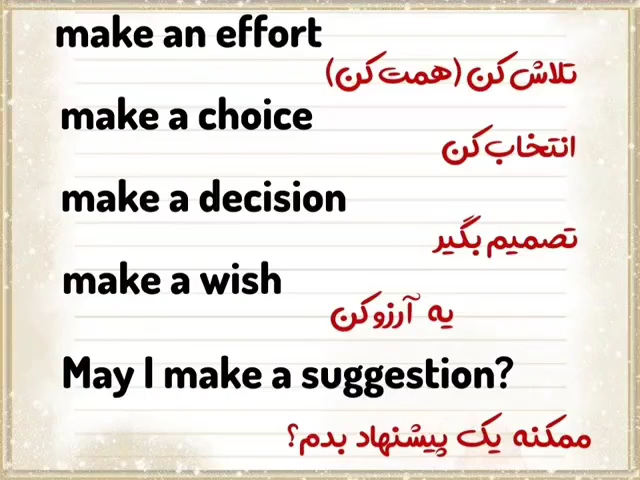 make an effort
تلاش کن (همت کن)
make a choice
انتخاب کن
make a decision
تصمیم بگیر
make a wish
یه آرزو کن
May I make a suggestion?
ممکنه یک پیشنهاد بدم؟